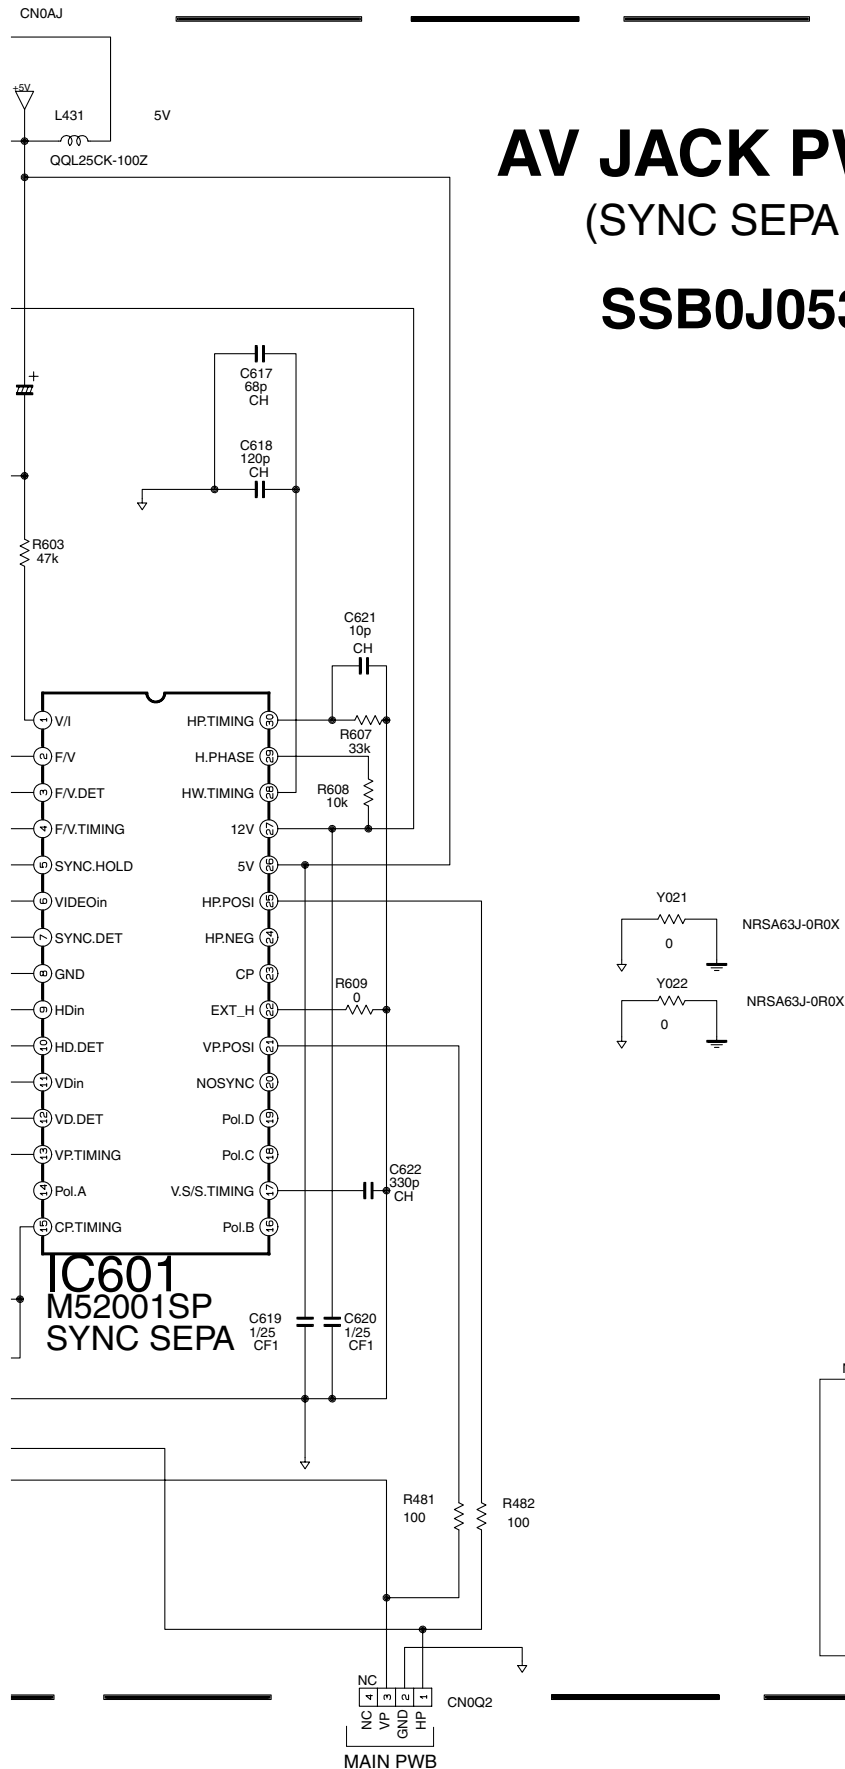 CN0AJ
+5V
L431
5V
QQL25CK-100Z
AV JACK PW
(SYNC SEPA
SSB0J053
C617
68p
CH
C618
120p
CH
+
R603
47k
C621
10p
CH
R607
33k
R608
10k
1 V/I
2 F/V
3 F/V.DET
4 F/V.TIMING
5 SYNC.HOLD
6 VIDEOin
7 SYNC.DET
8 GND
9 HDin
10 HD.DET
11 VDin
12 VD.DET
13 VP.TIMING
14 Pol.A
15 CP.TIMING
HP.TIMING 30
H.PHASE 29
HW.TIMING 28
12V 27
5V 26
HP.POSI 25
HP.NEG 24
CP 23
EXT_H 22
VP.POSI 21
NOSYNC 20
Pol.D 19
Pol.C 18
V.S/S.TIMING 17
Pol.B 16
R609
0
C622
330p
CH
IC601
M52001SP
SYNC SEPA
C619
1/25
CF1
C620
1/25
CF1
Y021
0
NRSA63J-0R0X
Y022
0
NRSA63J-0R0X
R481
100
R482
100
NC
4 3 2 1
CN0Q2
NC VP GND HP
MAIN PWB